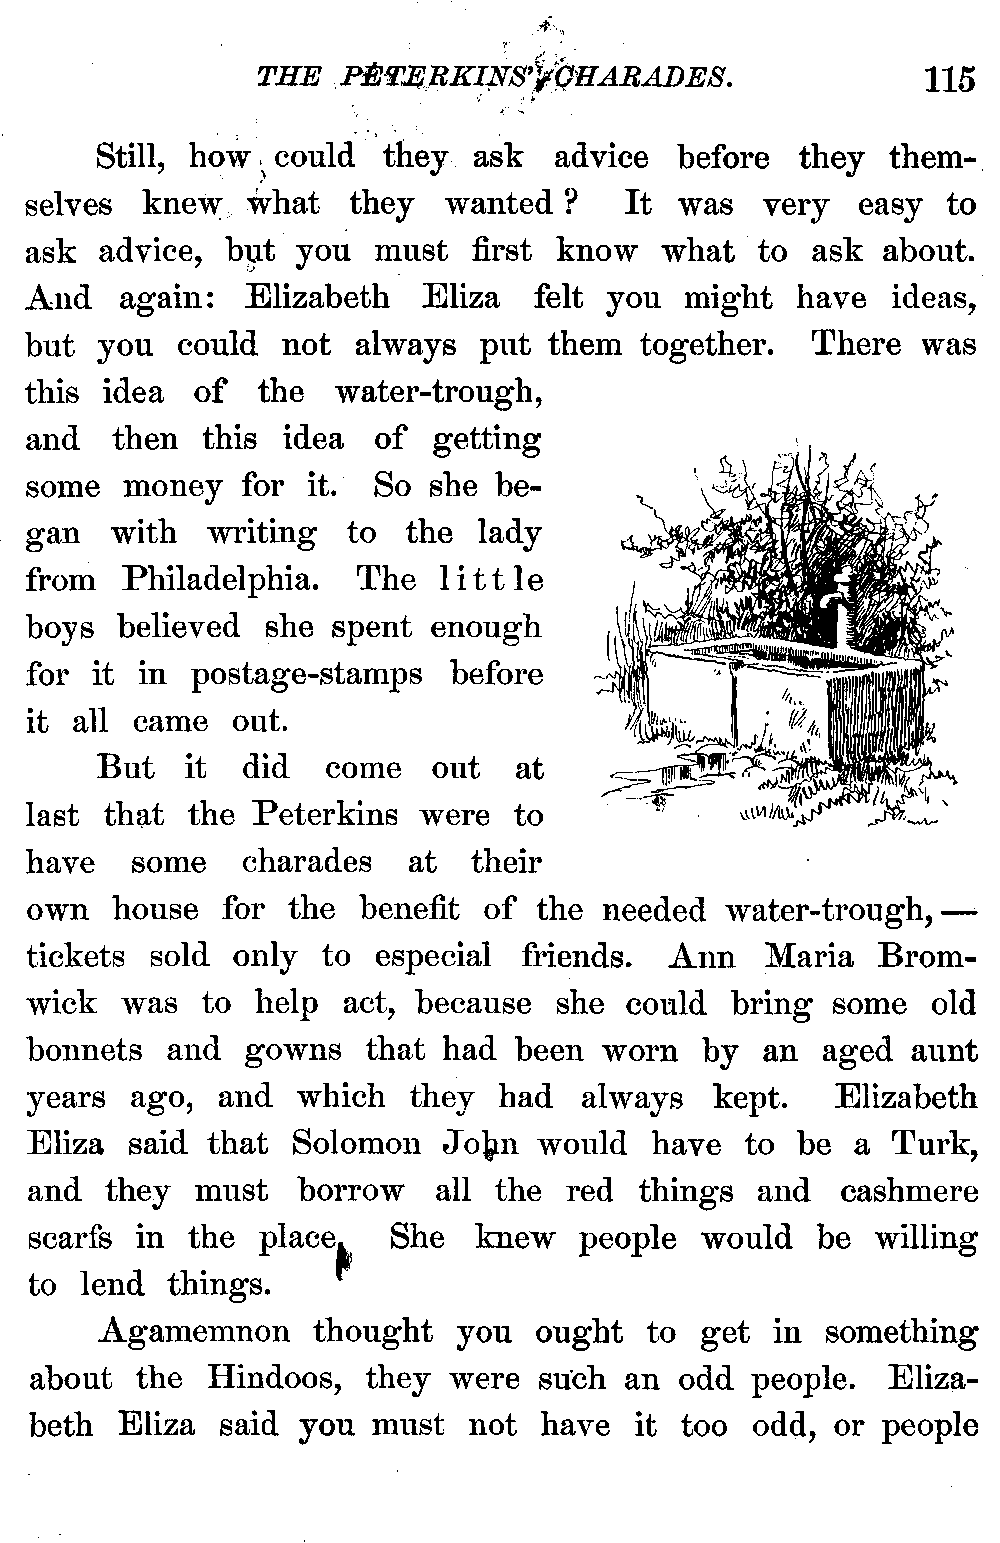 THE PETERKINS' CHARADES. 115
Still, how could they ask advice before they them-
selves knew what they wanted? It was very easy to
ask advice, but you must first know what to ask about.
And again: Elizabeth Eliza felt you might have ideas,
but you could not always put them together. There was
this idea of the water-trough,
and then this idea of getting
some money for it. So she be-
gan with writing to the lady
from Philadelphia. The little
boys believed she spent enough
for it in postage-stamps before
it all came out.
But it did come out at
last that the Peterkins were to
have some charades at their
own house for the benefit of the needed water-trough,—
tickets sold only to especial friends. Ann Maria Brom-
wick was to help act, because she could bring some old
bonnets and gowns that had been worn by an aged aunt
years ago, and which they had always kept. Elizabeth
Eliza said that Solomon John would have to be a Turk,
and they must borrow all the red things and cashmere
scarfs in the place. She knew people would be willing
to lend things.
Agamemnon thought you ought to get in something
about the Hindoos, they were such an odd people. Eliza-
beth Eliza said you must not have it too odd, or people